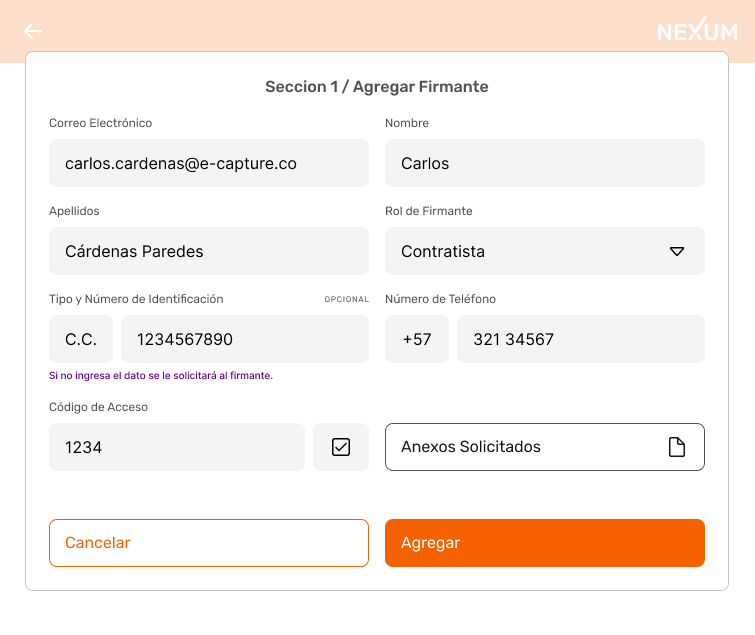 NEXUM
Seccion 1 / Agregar Firmante
Correo Electrónico
carlos.cardenas@e-capture.co
Nombre
Carlos
Apellidos
Cárdenas Paredes
Rol de Firmante
Contratista
Tipo y Número de Identificación
OPCIONAL
C.C.
1234567890
Si no ingresa el dato se le solicitará al firmante.
Número de Teléfono
+57
321 34567
Código de Acceso
1234
Anexos Solicitados
Cancelar
Agregar